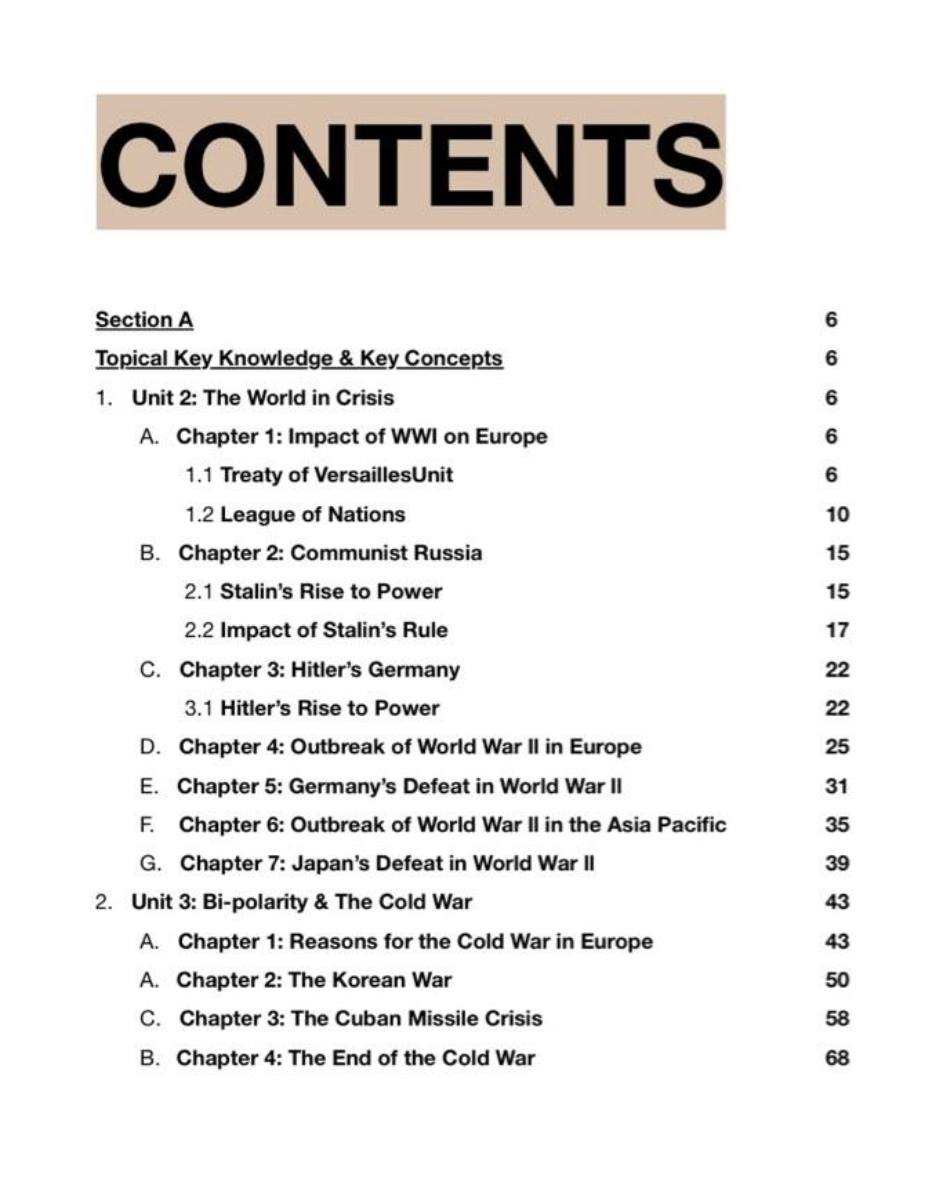 CONTENTS
Section A 6
Topical Key Knowledge & Key Concepts 6
1. Unit 2: The World in Crisis 6
A. Chapter 1: Impact of WWI on Europe 6
1.1 Treaty of VersaillesUnit 6
1.2 League of Nations 10
B. Chapter 2: Communist Russia 15
2.1 Stalin’s Rise to Power 15
2.2 Impact of Stalin’s Rule 17
C. Chapter 3: Hitler’s Germany 22
3.1 Hitler’s Rise to Power 22
D. Chapter 4: Outbreak of World War II in Europe 25
E. Chapter 5: Germany’s Defeat in World War II 31
F. Chapter 6: Outbreak of World War II in the Asia Pacific 35
G. Chapter 7: Japan’s Defeat in World War II 39
2. Unit 3: Bi-polarity & The Cold War 43
A. Chapter 1: Reasons for the Cold War in Europe 43
A. Chapter 2: The Korean War 50
C. Chapter 3: The Cuban Missile Crisis 58
B. Chapter 4: The End of the Cold War 68